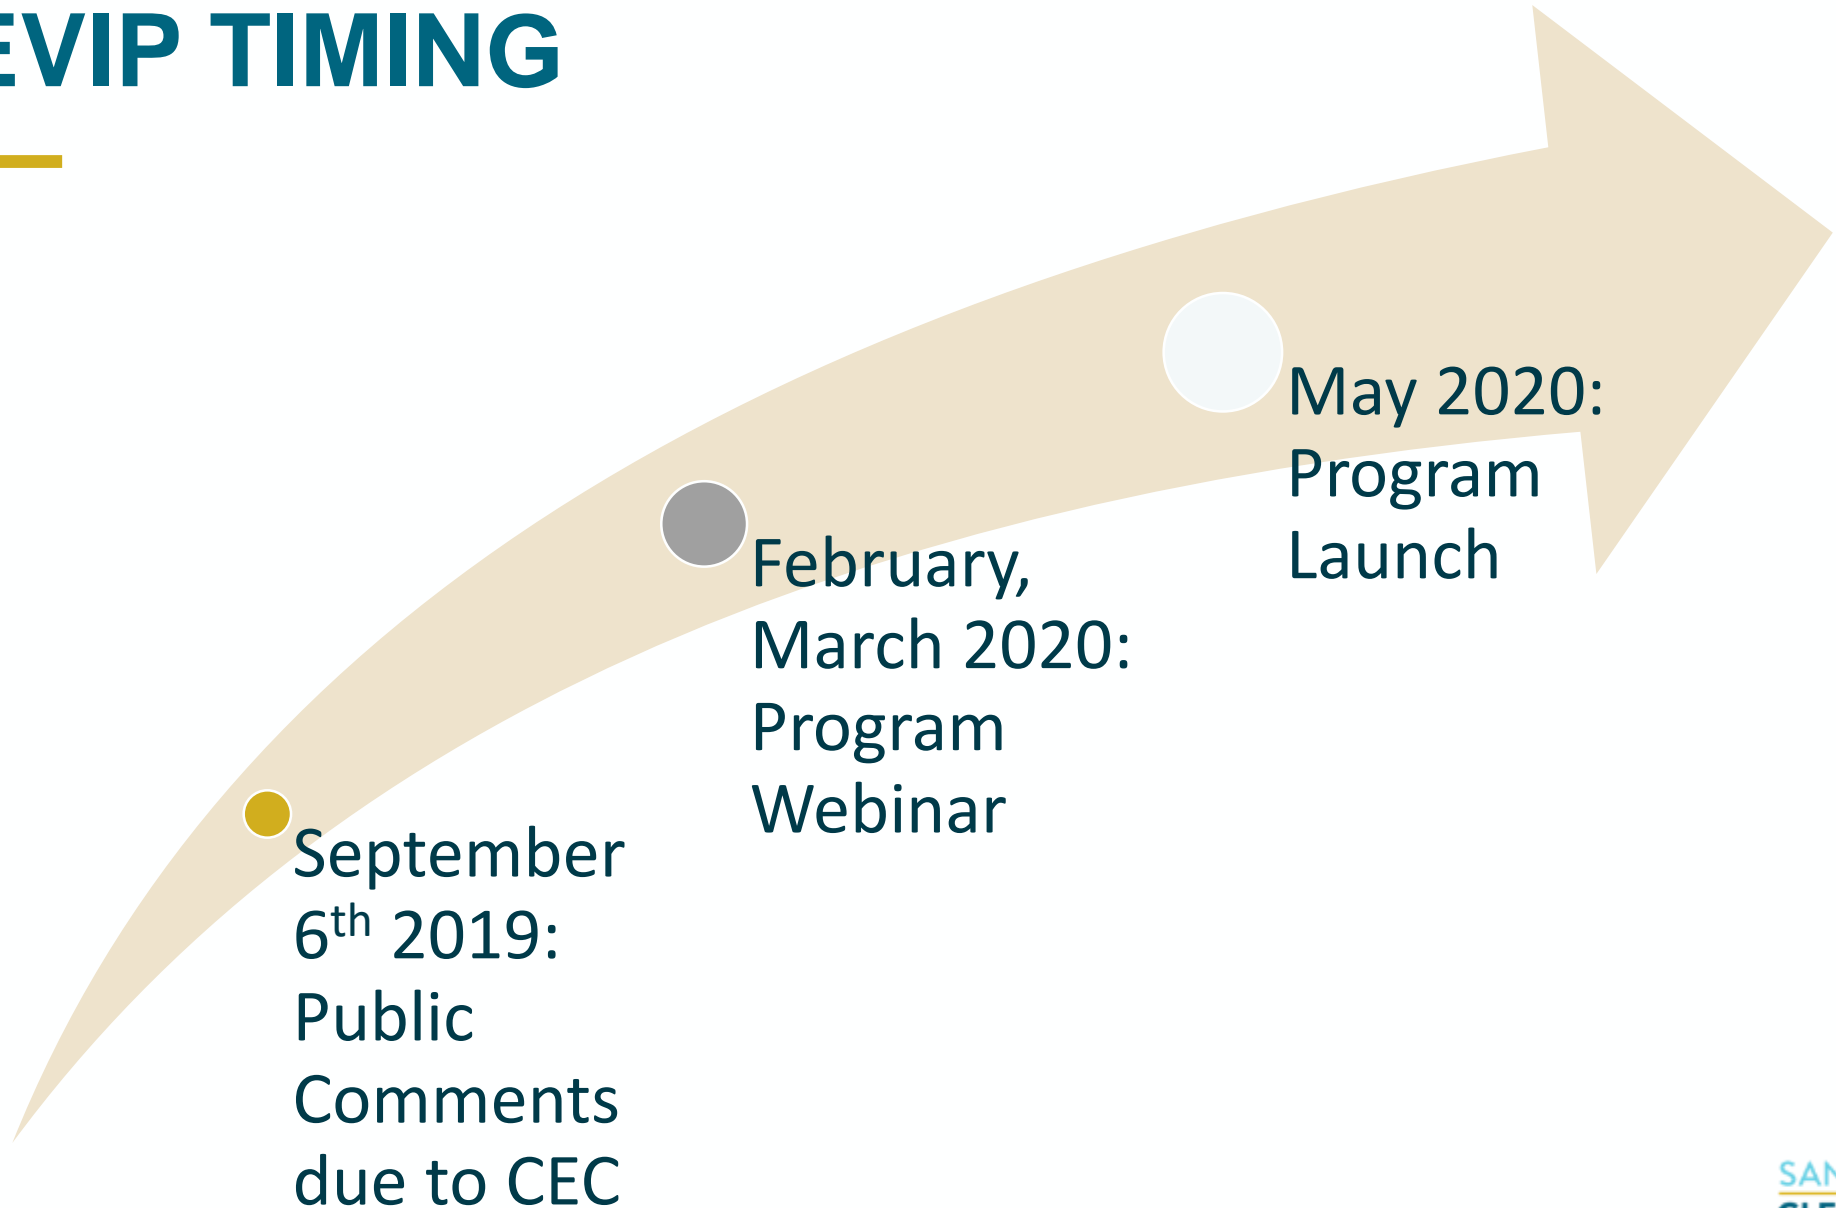 EVIP TIMING
May 2020:
Program
Launch
February,
March 2020:
Program
Webinar
September
6th 2019:
Public
Comments
due to CEC
SAN